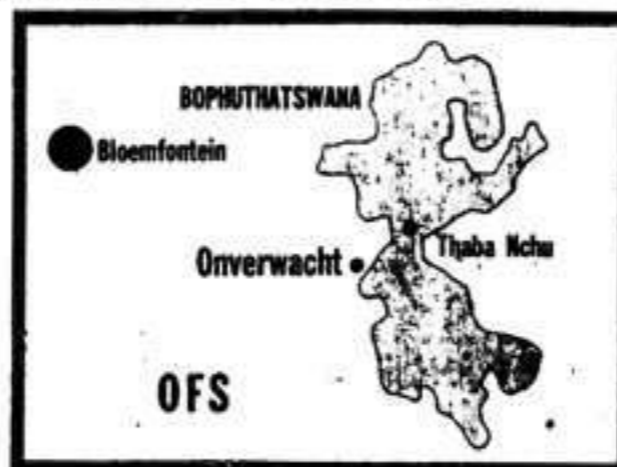 BOPHUTHATSWANA
Bloemfontein
Thaba Nchu
Onverwacht
OFS